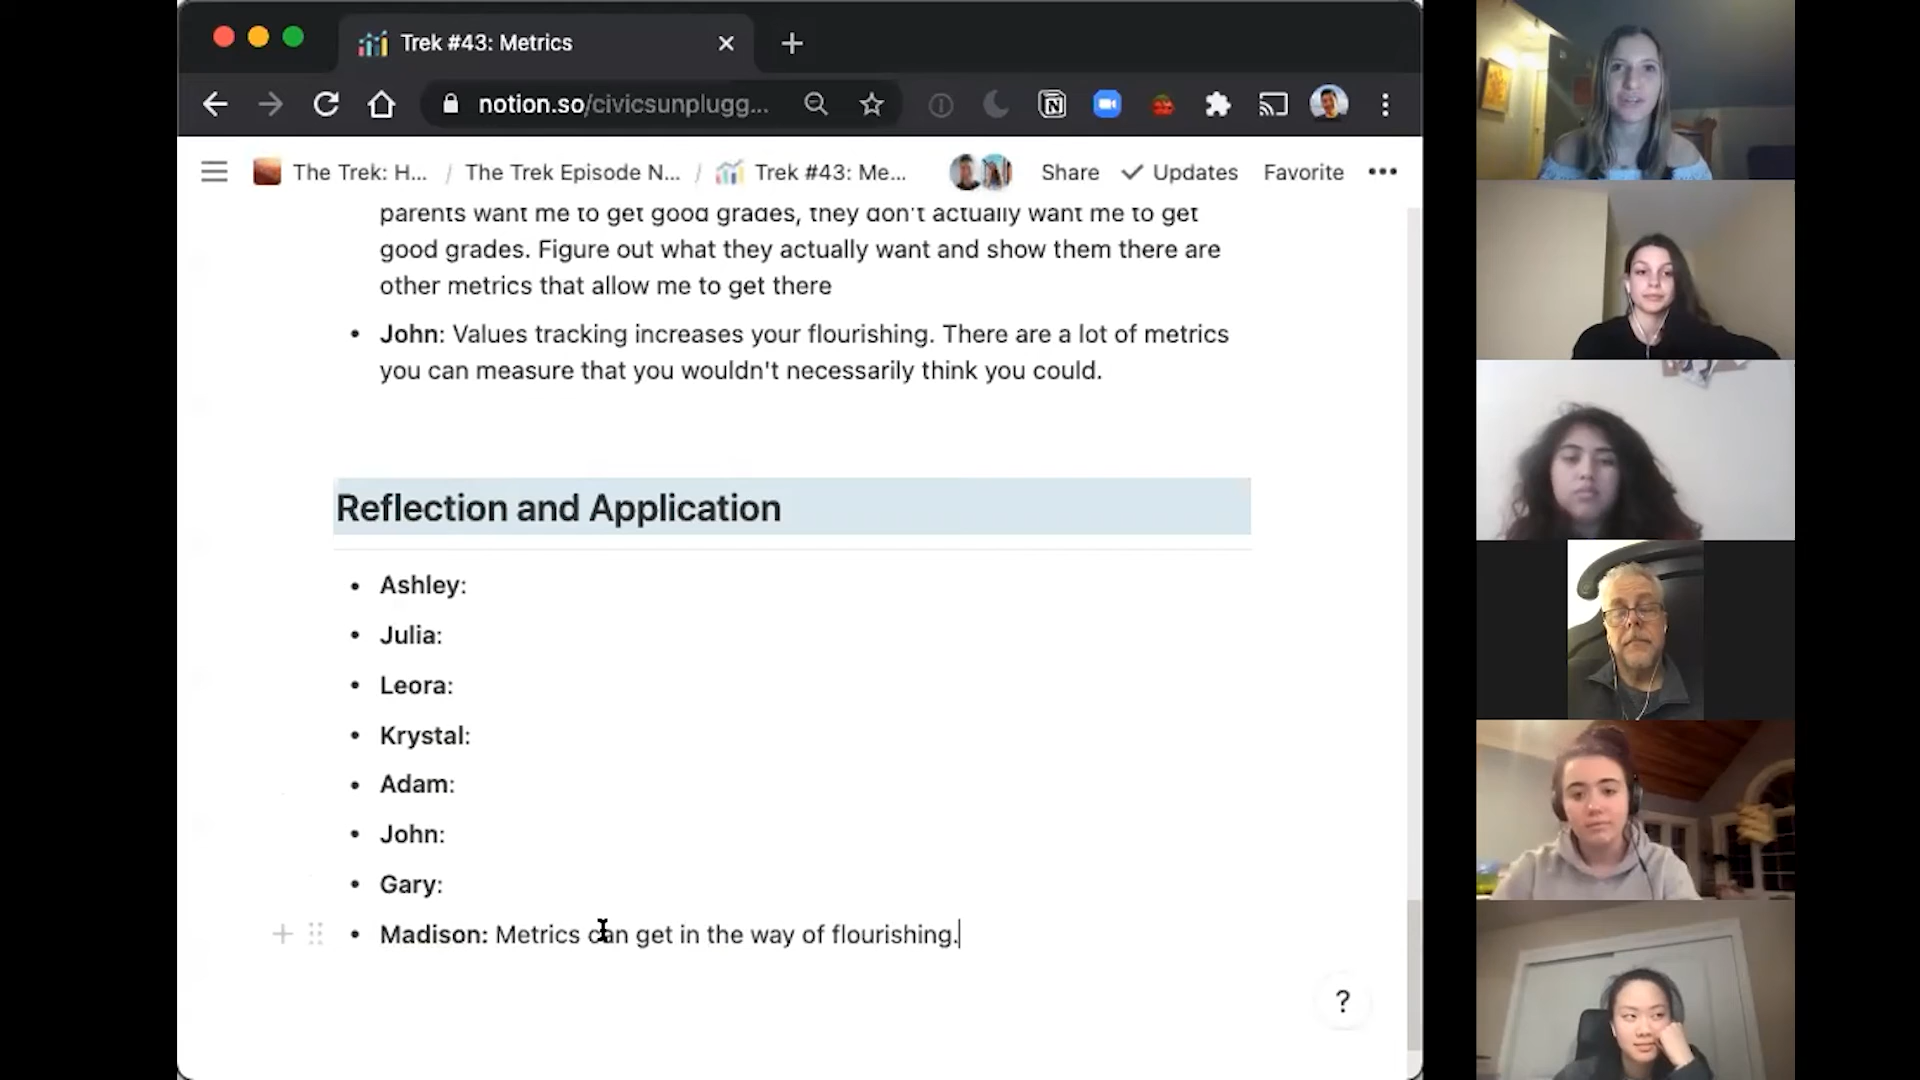 Trek #43: Metrics
notion.so/civicsunplugg...
The Trek: H... / The Trek Episode N... / Trek #43: Me... Share Updates Favorite
parents want me to get good grades, they don't actually want me to get
good grades. Figure out what they actually want and show them there are
other metrics that allow me to get there
• John: Values tracking increases your flourishing. There are a lot of metrics
you can measure that you wouldn't necessarily think you could.
Reflection and Application
• Ashley:
• Julia:
• Leora:
• Krystal:
• Adam:
• John:
• Gary:
• Madison: Metrics can get in the way of flourishing.
?